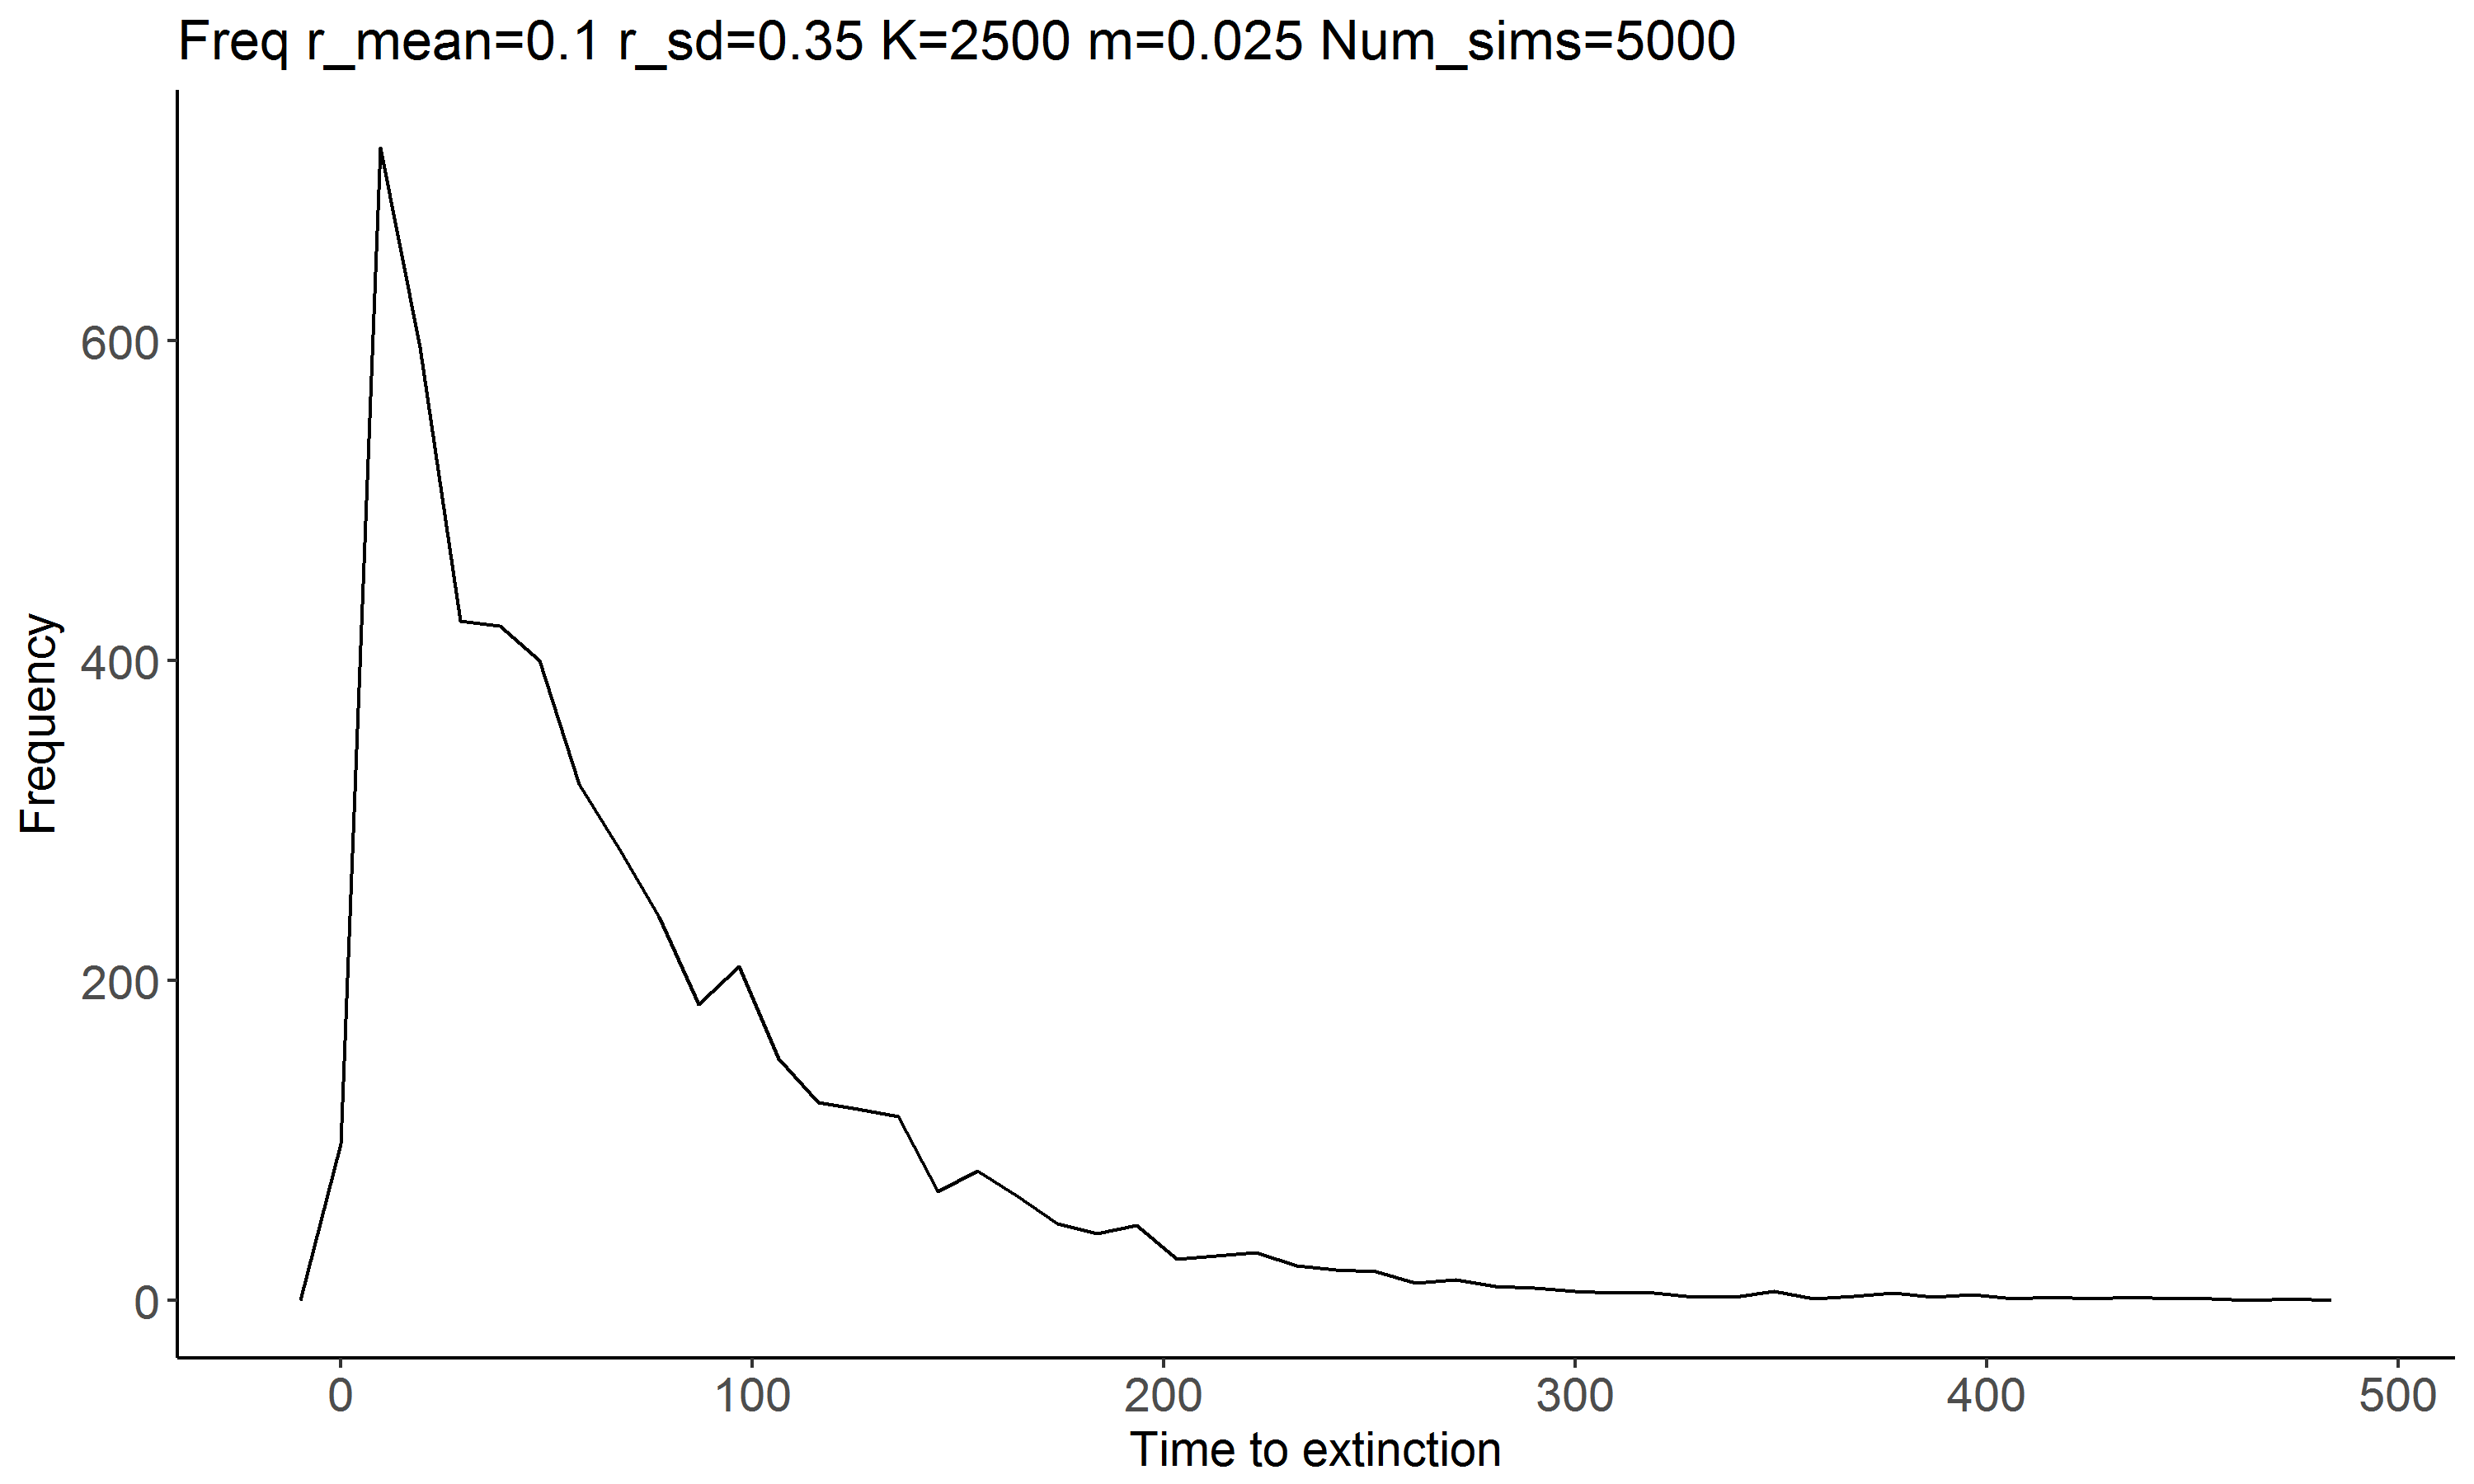 Freq r_mean=0.1 r_sd=0.35 K=2500 m=0.025 Num_sims=5000
600
400
200
0
Frequency
0 100 200 300 400 500
Time to extinction